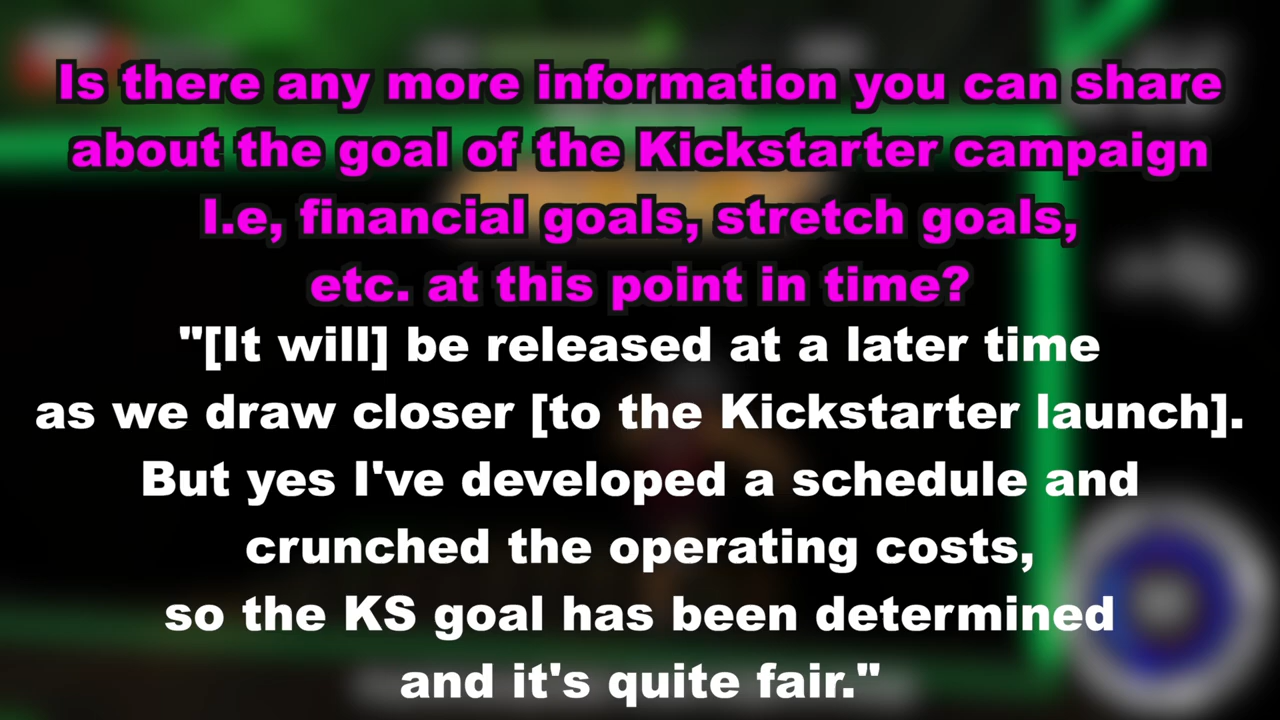 Is there any more information you can share
about the goal of the Kickstarter campaign
I.e, financial goals, stretch goals,
etc. at this point in time?
"[It will] be released at a later time
as we draw closer [to the Kickstarter launch].
But yes I've developed a schedule and
crunched the operating costs,
so the KS goal has been determined
and it's quite fair."